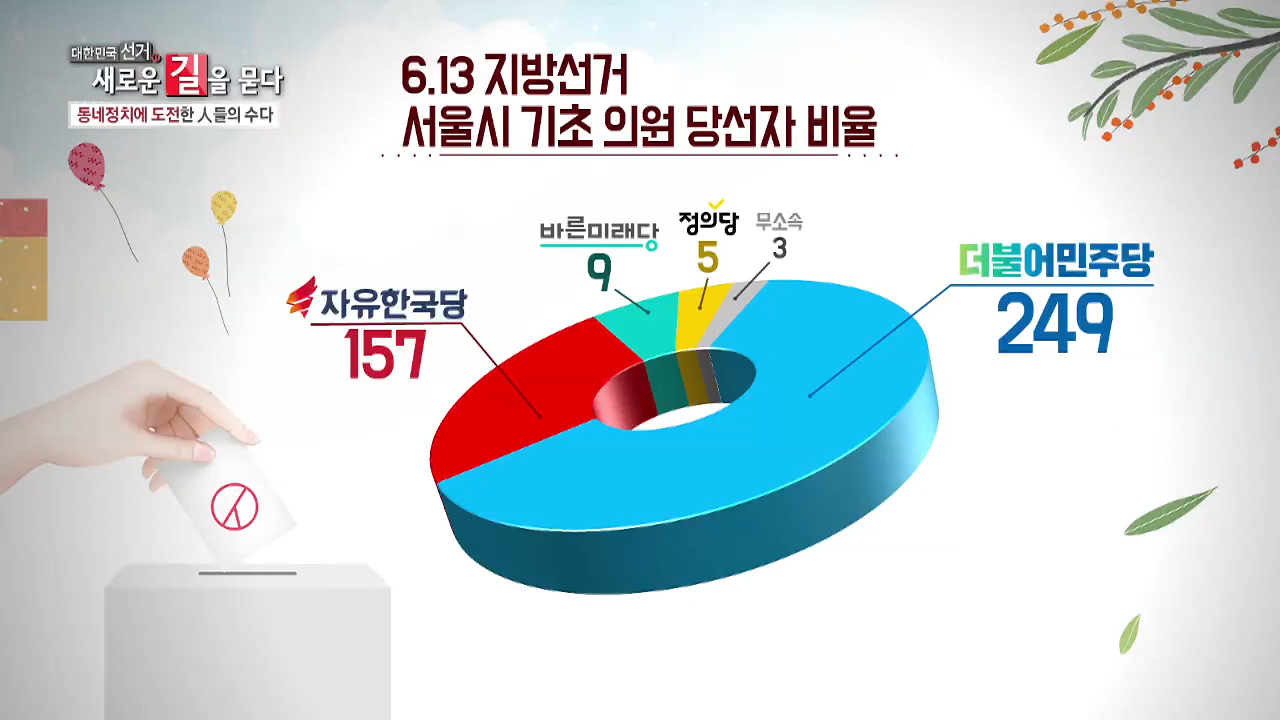 대한민국 선거,
새로운 길을 묻다
동네정치에 도전한 人들의 수다
6.13 지방선거
서울시 기초 의원 당선자 비율
바른미래당
9
정의당
5
무소속
3
더불어민주당
249
자유한국당
157